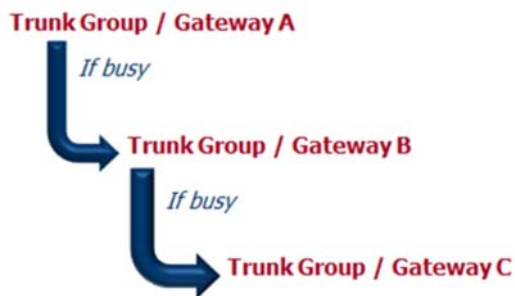 Trunk Group / Gateway A
If busy
Trunk Group / Gateway B
If busy
Trunk Group / Gateway C